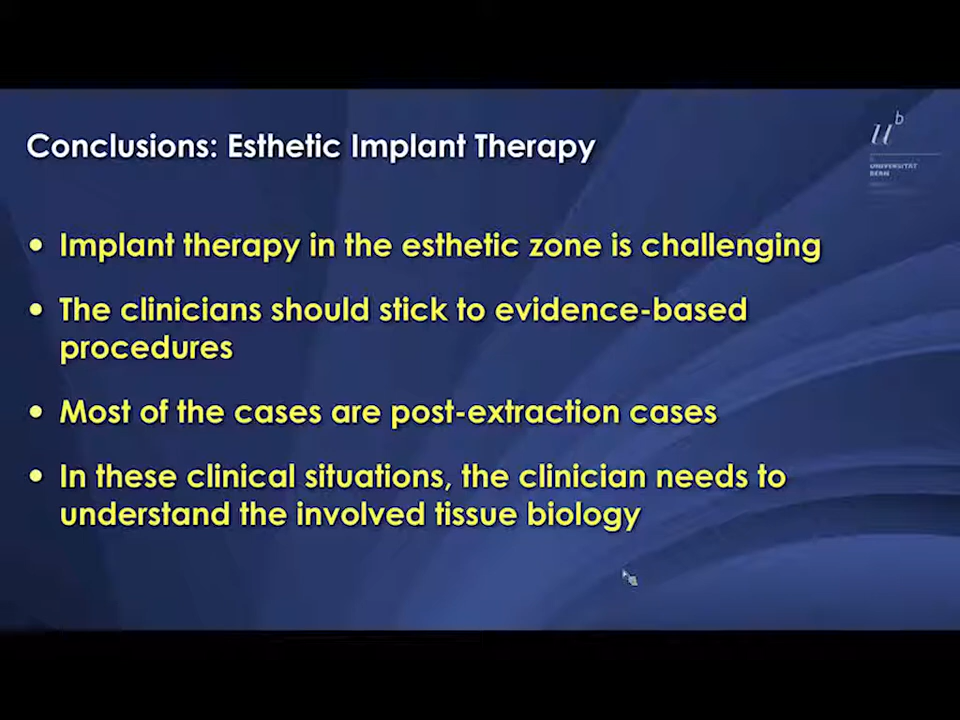 Conclusions: Esthetic Implant Therapy
u b
UNIVERSITÄT
BERN
• Implant therapy in the esthetic zone is challenging
• The clinicians should stick to evidence-based
procedures
• Most of the cases are post-extraction cases
• In these clinical situations, the clinician needs to
understand the involved tissue biology